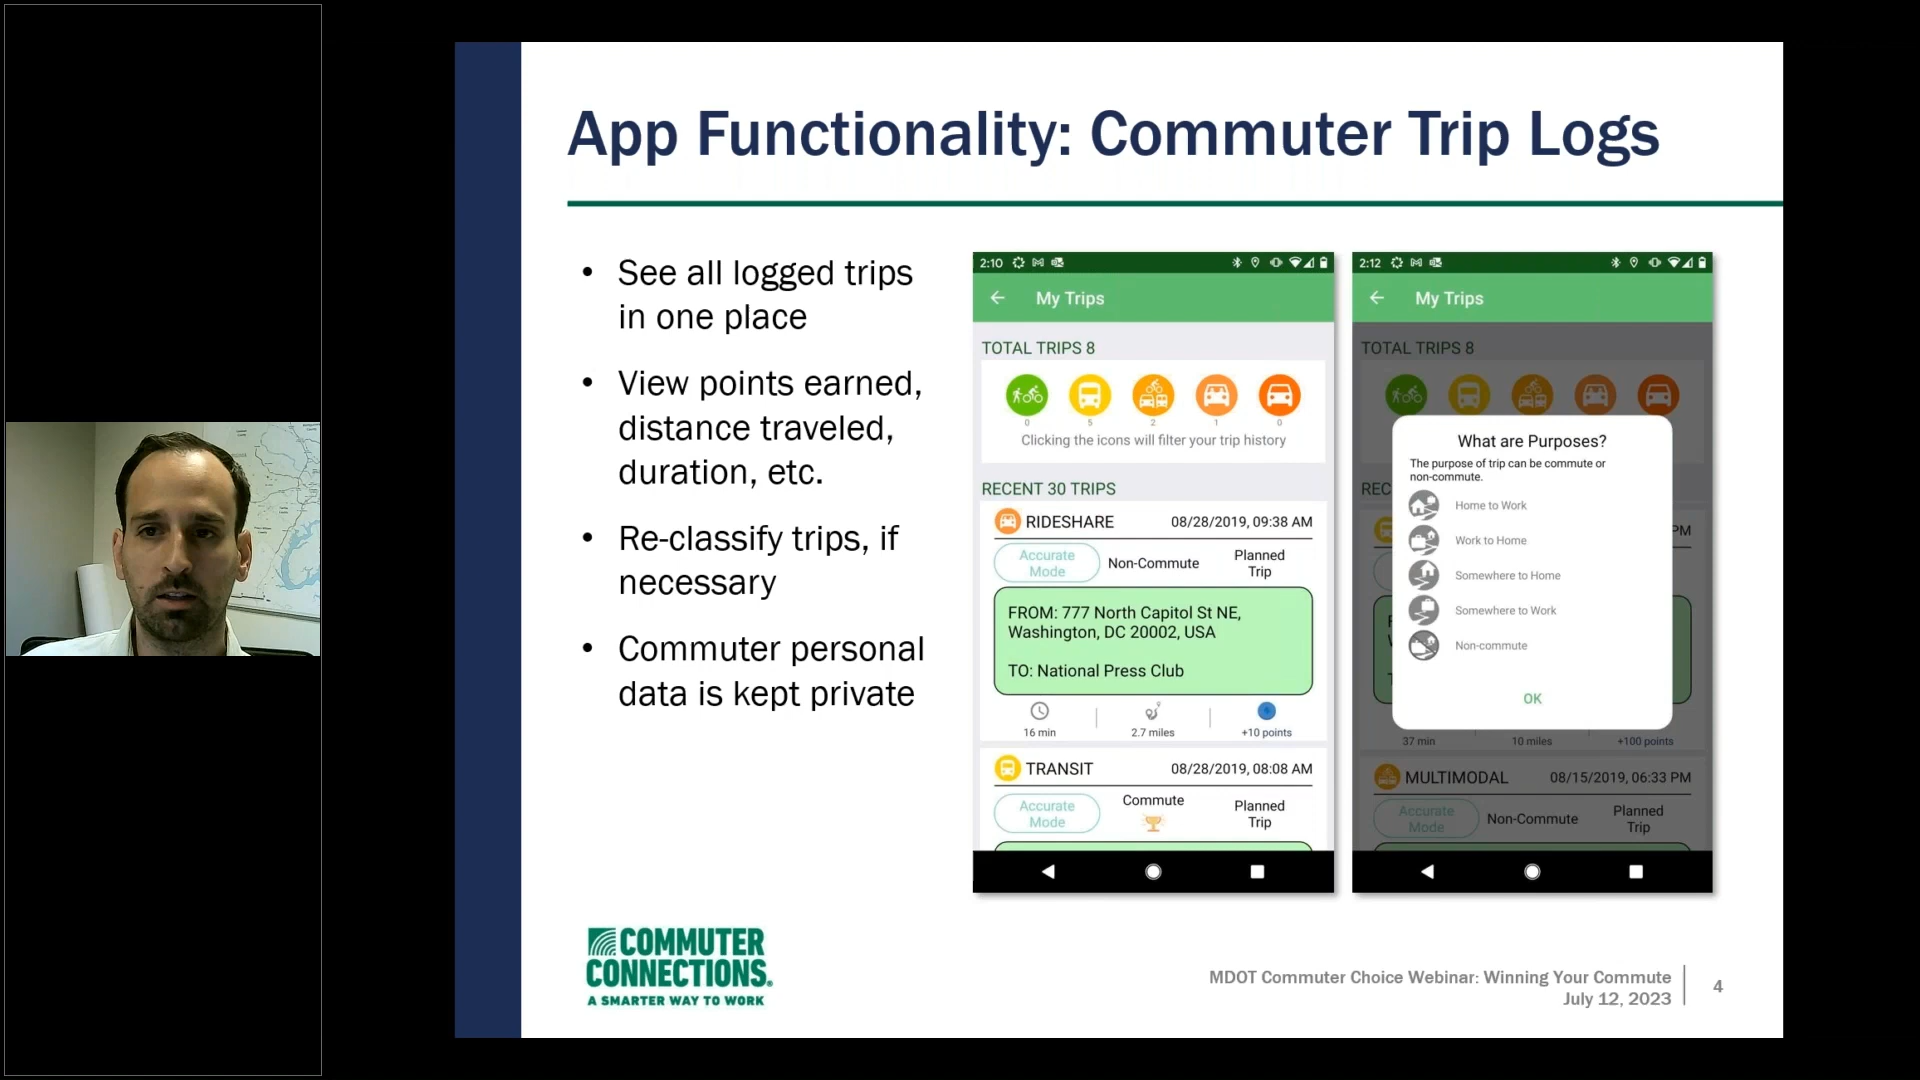 App Functionality: Commuter Trip Logs
• See all logged trips
in one place
• View points earned,
distance traveled,
duration, etc.
• Re-classify trips, if
necessary
• Commuter personal
data is kept private
2:10
My Trips
TOTAL TRIPS 8
0 5 2 1 0
Clicking the icons will filter your trip history
RECENT 30 TRIPS
RIDESHARE 08/28/2019, 09:38 AM
Accurate
Mode
Non-Commute
Planned
Trip
FROM: 777 North Capitol St NE,
Washington, DC 20002, USA
TO: National Press Club
16 min 2.7 miles +10 points
TRANSIT 08/28/2019, 08:08 AM
Accurate
Mode
Commute
Planned
Trip
2:12
My Trips
TOTAL TRIPS 8
REC
PM
What are Purposes?
The purpose of trip can be commute or
non-commute.
Home to Work
Work to Home
Somewhere to Home
Somewhere to Work
Non-commute
OK
37 min 10 miles +100 points
MULTIMODAL 08/15/2019, 06:33 PM
Accurate
Mode
Non-Commute
Planned
Trip
COMMUTER
CONNECTIONS®
A SMARTER WAY TO WORK
MDOT Commuter Choice Webinar: Winning Your Commute
July 12, 2023
4